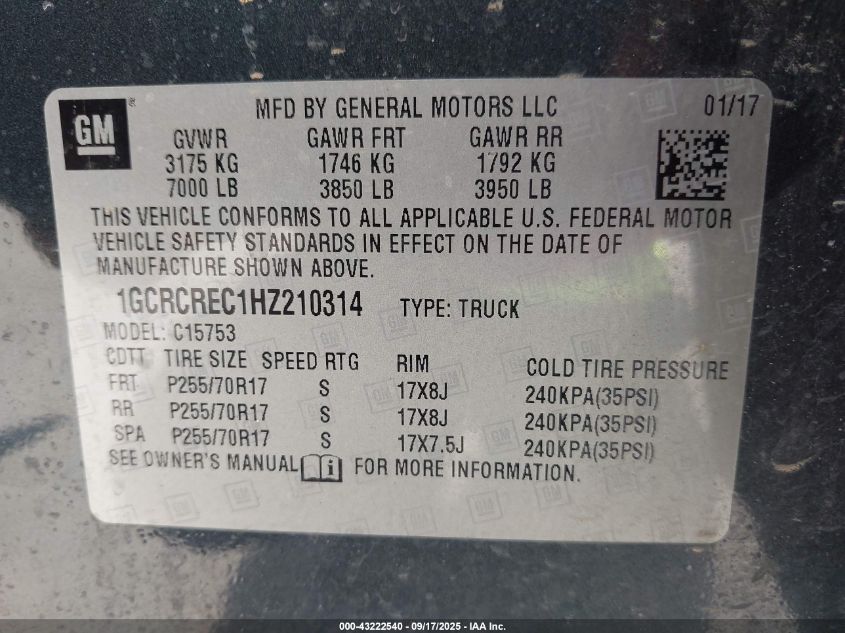 GM
MFD BY GENERAL MOTORS LLC 01/17
GVWR GAWR FRT GAWR RR
3175 KG 1746 KG 1792 KG
7000 LB 3850 LB 3950 LB
THIS VEHICLE CONFORMS TO ALL APPLICABLE U.S. FEDERAL MOTOR
VEHICLE SAFETY STANDARDS IN EFFECT ON THE DATE OF
MANUFACTURE SHOWN ABOVE.
1GCRCREC1HZ210314 TYPE: TRUCK
MODEL: C15753
CDTT TIRE SIZE SPEED RTG RIM COLD TIRE PRESSURE
FRT P255/70R17 S 17X8J 240KPA(35PSI)
RR P255/70R17 S 17X8J 240KPA(35PSI)
SPA P255/70R17 S 17X7.5J 240KPA(35PSI)
SEE OWNER'S MANUAL i FOR MORE INFORMATION.
000-43222540 - 09/17/2025 - IAA Inc.